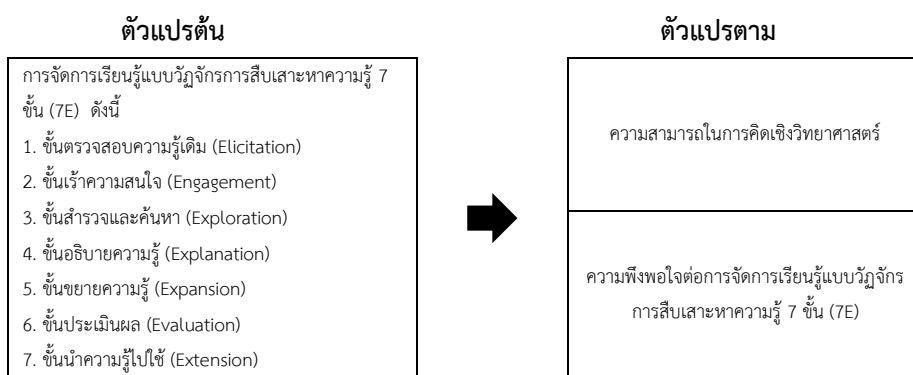 ตัวแปรต้น
การจัดการเรียนรู้แบบวัฏจักรการสืบเสาะหาความรู้ 7
ขั้น (7E) ดังนี้
1. ขั้นตรวจสอบความรู้เดิม (Elicitation)
2. ขั้นเร้าความสนใจ (Engagement)
3. ขั้นสำรวจและค้นหา (Exploration)
4. ขั้นอธิบายความรู้ (Explanation)
5. ขั้นขยายความรู้ (Expansion)
6. ขั้นประเมินผล (Evaluation)
7. ขั้นนำความรู้ไปใช้ (Extension)
ตัวแปรตาม
ความสามารถในการคิดเชิงวิทยาศาสตร์
ความพึงพอใจต่อการจัดการเรียนรู้แบบวัฏจักร
การสืบเสาะหาความรู้ 7 ขั้น (7E)